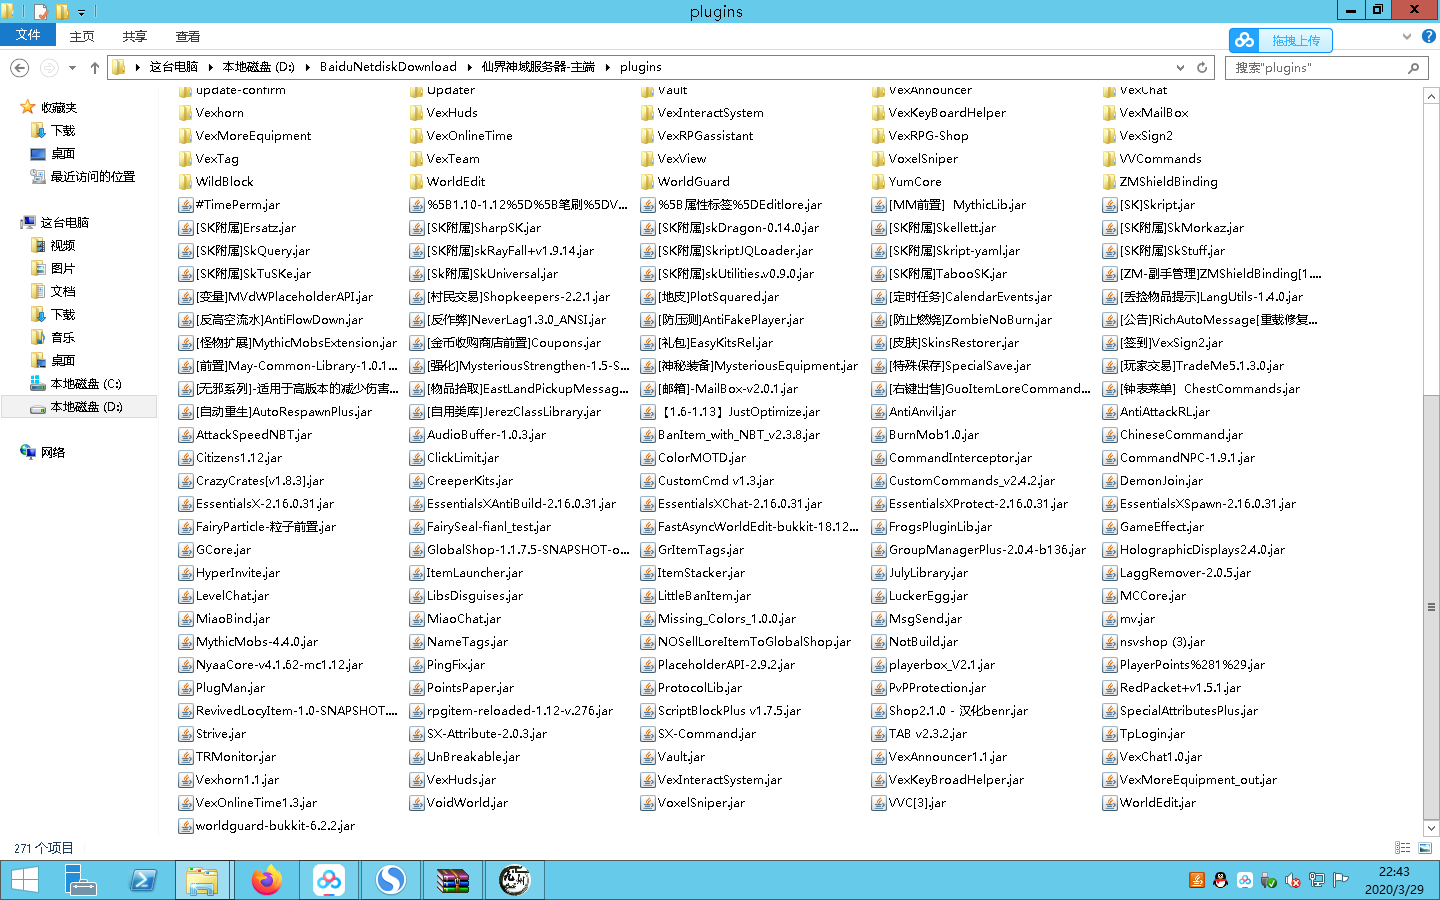 plugins
文件 主页 共享 查看
拖拽上传
这台电脑 本地磁盘 (D:) BaiduNetdiskDownload 仙界神域服务器-主端 plugins
搜索"plugins"
收藏夹
下载
桌面
最近访问的位置
这台电脑
视频
图片
文档
下载
音乐
桌面
本地磁盘 (C:)
本地磁盘 (D:)
网络
update-confirm Updater Vault VexAnnouncer VexChat
Vexhorn VexHuds VexInteractSystem VexKeyBoardHelper VexMailBox
VexMoreEquipment VexOnlineTime VexRPGassistant VexRPG-Shop VexSign2
VexTag VexTeam VexView VoxelSniper VVCommands
WildBlock WorldEdit WorldGuard YumCore ZMShieldBinding
#TimePerm.jar %5B1.10-1.12%5D%5B笔刷%5DV... %5B属性标签%5DEditlore.jar [MM前置] MythicLib.jar [SK]Skript.jar
[SK附属]Ersatz.jar [SK附属]SharpSK.jar [SK附属]skDragon-0.14.0.jar [SK附属]Skellett.jar [SK附属]SkMorkaz.jar
[SK附属]SkQuery.jar [SK附属]skRayFall+v1.9.14.jar [SK附属]SkriptJQLoader.jar [SK附属]Skript-yaml.jar [SK附属]SkStuff.jar
[SK附属]SkTuSKe.jar [Sk附属]SkUniversal.jar [SK附属]skUtilities.v0.9.0.jar [SK附属]TabooSK.jar [ZM-副手管理]ZMShieldBinding[1....
[变量]MVdWPlaceholderAPI.jar [村民交易]Shopkeepers-2.2.1.jar [地皮]PlotSquared.jar [定时任务]CalendarEvents.jar [丢捡物品提示]LangUtils-1.4.0.jar
[反高空流水]AntiFlowDown.jar [反作弊]NeverLag1.3.0_ANSI.jar [防压测]AntiFakePlayer.jar [防止燃烧]ZombieNoBurn.jar [公告]RichAutoMessage[重载修复...
[怪物扩展]MythicMobsExtension.jar [金币收购商店前置]Coupons.jar [礼包]EasyKitsRel.jar [皮肤]SkinsRestorer.jar [签到]VexSign2.jar
[前置]May-Common-Library-1.0.1... [强化]MysteriousStrengthen-1.5-S... [神秘装备]MysteriousEquipment.jar [特殊保存]SpecialSave.jar [玩家交易]TradeMe5.1.3.0.jar
[无邪系列]-适用于高版本的减少伤害... [物品拾取]EastLandPickupMessag... [邮箱]-MailBox-v2.0.1.jar [右键出售]GuoItemLoreCommand... [钟表菜单] ChestCommands.jar
[自动重生]AutoRespawnPlus.jar [自用类库]JerezClassLibrary.jar 【1.6-1.13】JustOptimize.jar AntiAnvil.jar AntiAttackRL.jar
AttackSpeedNBT.jar AudioBuffer-1.0.3.jar BanItem_with_NBT_v2.3.8.jar BurnMob1.0.jar ChineseCommand.jar
Citizens1.12.jar ClickLimit.jar ColorMOTD.jar CommandInterceptor.jar CommandNPC-1.9.1.jar
CrazyCrates[v1.8.3].jar CreeperKits.jar CustomCmd v1.3.jar CustomCommands_v2.4.2.jar DemonJoin.jar
EssentialsX-2.16.0.31.jar EssentialsXAntiBuild-2.16.0.31.jar EssentialsXChat-2.16.0.31.jar EssentialsXProtect-2.16.0.31.jar EssentialsXSpawn-2.16.0.31.jar
FairyParticle-粒子前置.jar FairySeal-fianl_test.jar FastAsyncWorldEdit-bukkit-18.12... FrogsPluginLib.jar GameEffect.jar
GCore.jar GlobalShop-1.1.7.5-SNAPSHOT-o... GrItemTags.jar GroupManagerPlus-2.0.4-b136.jar HolographicDisplays2.4.0.jar
HyperInvite.jar ItemLauncher.jar ItemStacker.jar JulyLibrary.jar LaggRemover-2.0.5.jar
LevelChat.jar LibsDisguises.jar LittleBanItem.jar LuckerEgg.jar MCCore.jar
MiaoBind.jar MiaoChat.jar Missing_Colors_1.0.0.jar MsgSend.jar mv.jar
MythicMobs-4.4.0.jar NameTags.jar NOSellLoreItemToGlobalShop.jar NotBuild.jar nsvshop (3).jar
NyaaCore-v4.1.62-mc1.12.jar PingFix.jar PlaceholderAPI-2.9.2.jar playerbox_V2.1.jar PlayerPoints%281%29.jar
PlugMan.jar PointsPaper.jar ProtocolLib.jar PvPProtection.jar RedPacket+v1.5.1.jar
RevivedLocyItem-1.0-SNAPSHOT.... rpgitem-reloaded-1.12-v.276.jar ScriptBlockPlus v1.7.5.jar Shop2.1.0 - 汉化benr.jar SpecialAttributesPlus.jar
Strive.jar SX-Attribute-2.0.3.jar SX-Command.jar TAB v2.3.2.jar TpLogin.jar
TRMonitor.jar UnBreakable.jar Vault.jar VexAnnouncer1.1.jar VexChat1.0.jar
Vexhorn1.1.jar VexHuds.jar VexInteractSystem.jar VexKeyBroadHelper.jar VexMoreEquipment_out.jar
VexOnlineTime1.3.jar VoidWorld.jar VoxelSniper.jar VVC[3].jar WorldEdit.jar
worldguard-bukkit-6.2.2.jar
271 个项目
22:43
2020/3/29